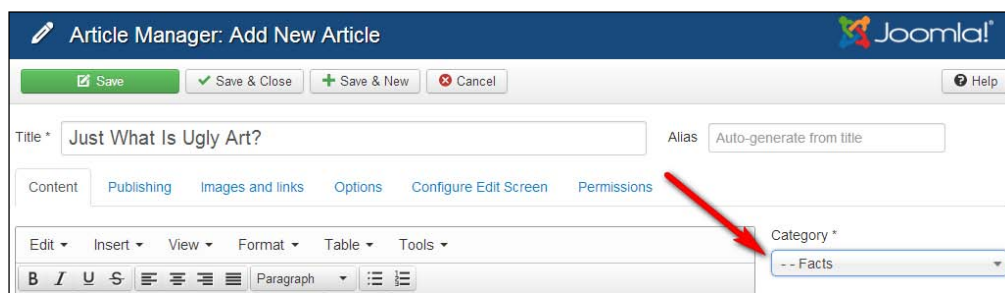 Article Manager: Add New Article
Joomla!
Save
Save & Close
Save & New
Cancel
Help
Title *
Just What Is Ugly Art?
Alias
Auto-generate from title
Content
Publishing
Images and links
Options
Configure Edit Screen
Permissions
Category *
- - Facts
Edit
Insert
View
Format
Table
Tools
B I U S
Paragraph